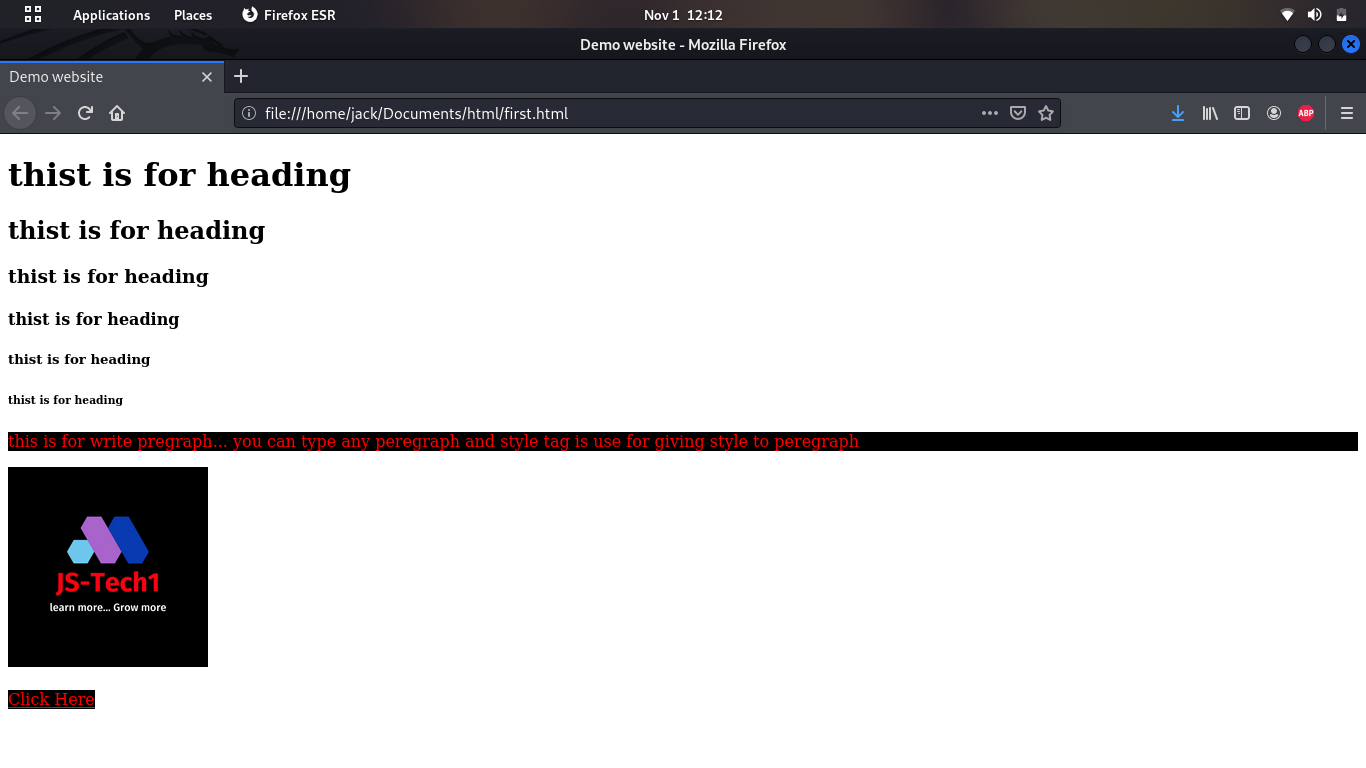 Applications Places Firefox ESR Nov 1 12:12
Demo website - Mozilla Firefox
Demo website
file:///home/jack/Documents/html/first.html
ABP
thist is for heading
thist is for heading
thist is for heading
thist is for heading
thist is for heading
thist is for heading
this is for write pregraph... you can type any peregraph and style tag is use for giving style to peregraph
JS-Tech1
learn more... Grow more
Click Here